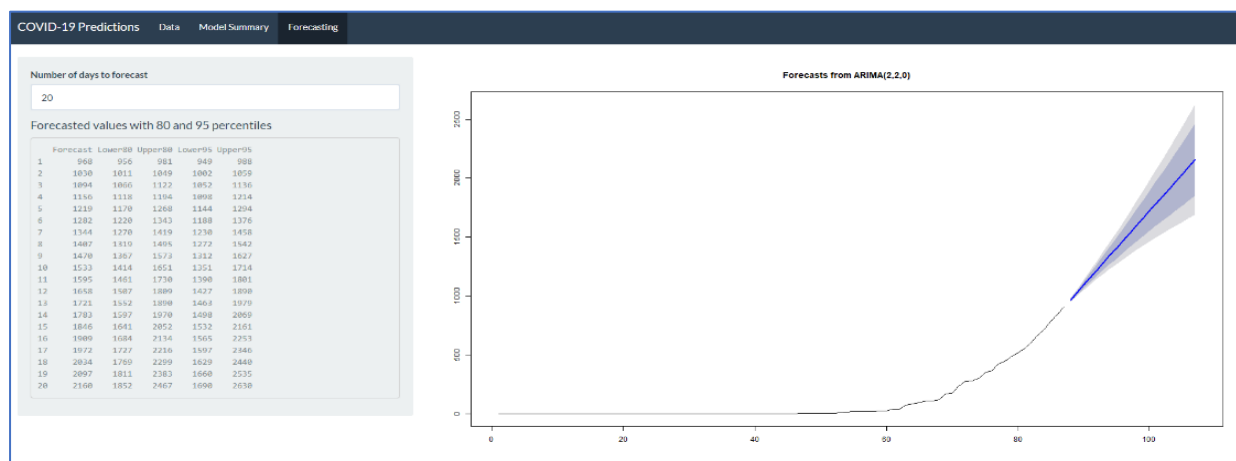 COVID-19 Predictions Data Model Summary Forecasting
Number of days to forecast
20
Forecasted values with 80 and 95 percentiles
Forecast Lower80 Upper80 Lower95 Upper95
1 968 956 981 949 988
2 1030 1011 1049 1002 1059
3 1094 1066 1122 1052 1136
4 1156 1118 1194 1098 1214
5 1219 1170 1268 1144 1294
6 1282 1220 1343 1188 1376
7 1344 1270 1419 1230 1458
8 1407 1319 1495 1272 1542
9 1470 1367 1573 1312 1627
10 1533 1414 1651 1351 1714
11 1595 1461 1730 1390 1801
12 1658 1507 1809 1427 1890
13 1721 1552 1890 1463 1979
14 1783 1597 1970 1498 2069
15 1846 1641 2052 1532 2161
16 1909 1684 2134 1565 2253
17 1972 1727 2216 1597 2346
18 2034 1769 2299 1629 2440
19 2097 1811 2383 1660 2535
20 2160 1852 2467 1690 2630
Forecasts from ARIMA(2,2,0)
2500
2000
1500
1000
500
0
0 20 40 60 80 100